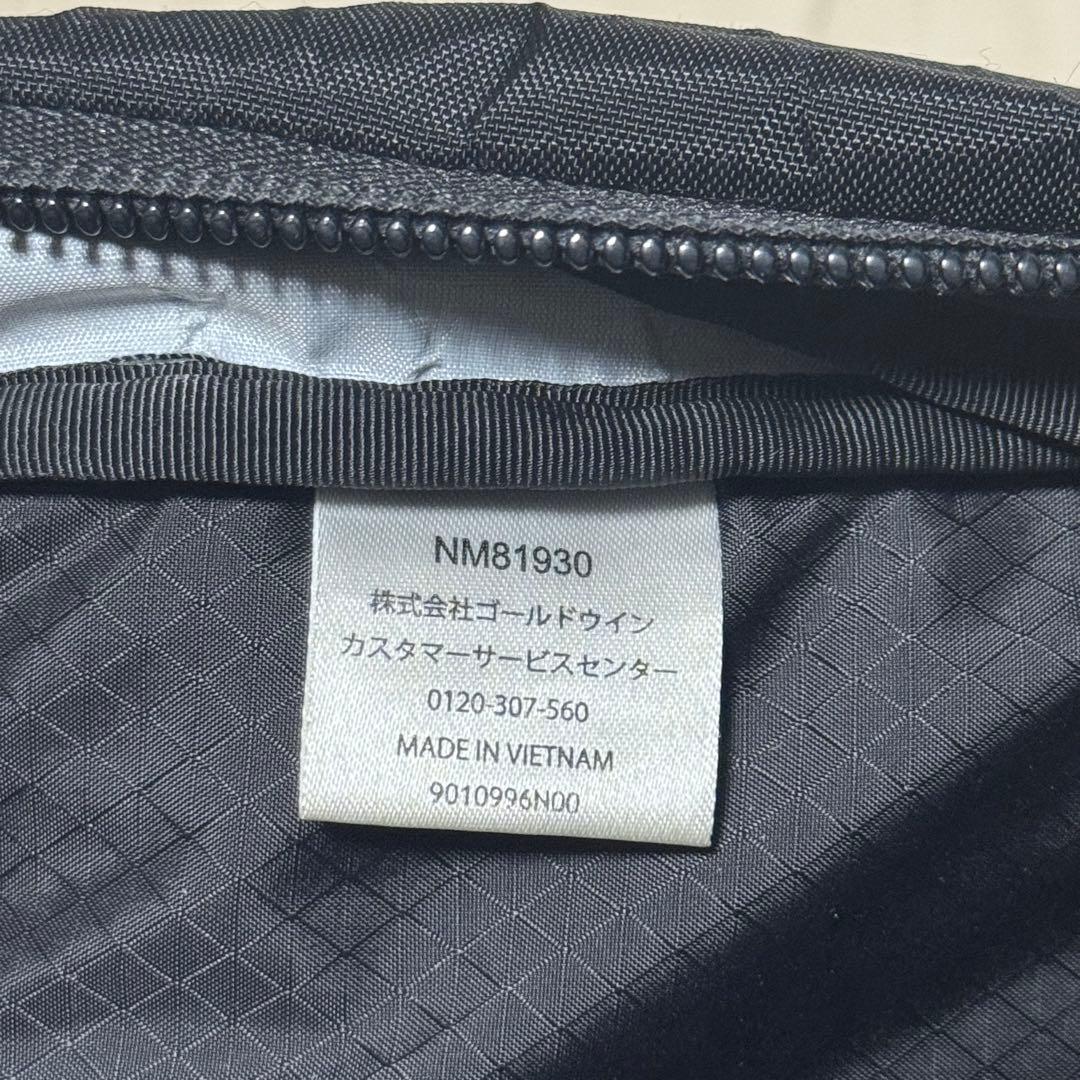 NM81930
株式会社ゴールドウイン
カスタマーサービスセンター
0120-307-560
MADE IN VIETNAM
9010996N00